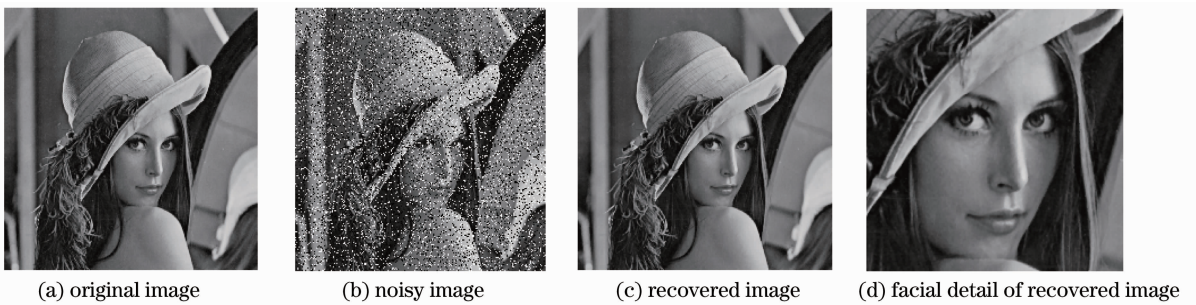 (a) original image
(b) noisy image
(c) recovered image
(d) facial detail of recovered image